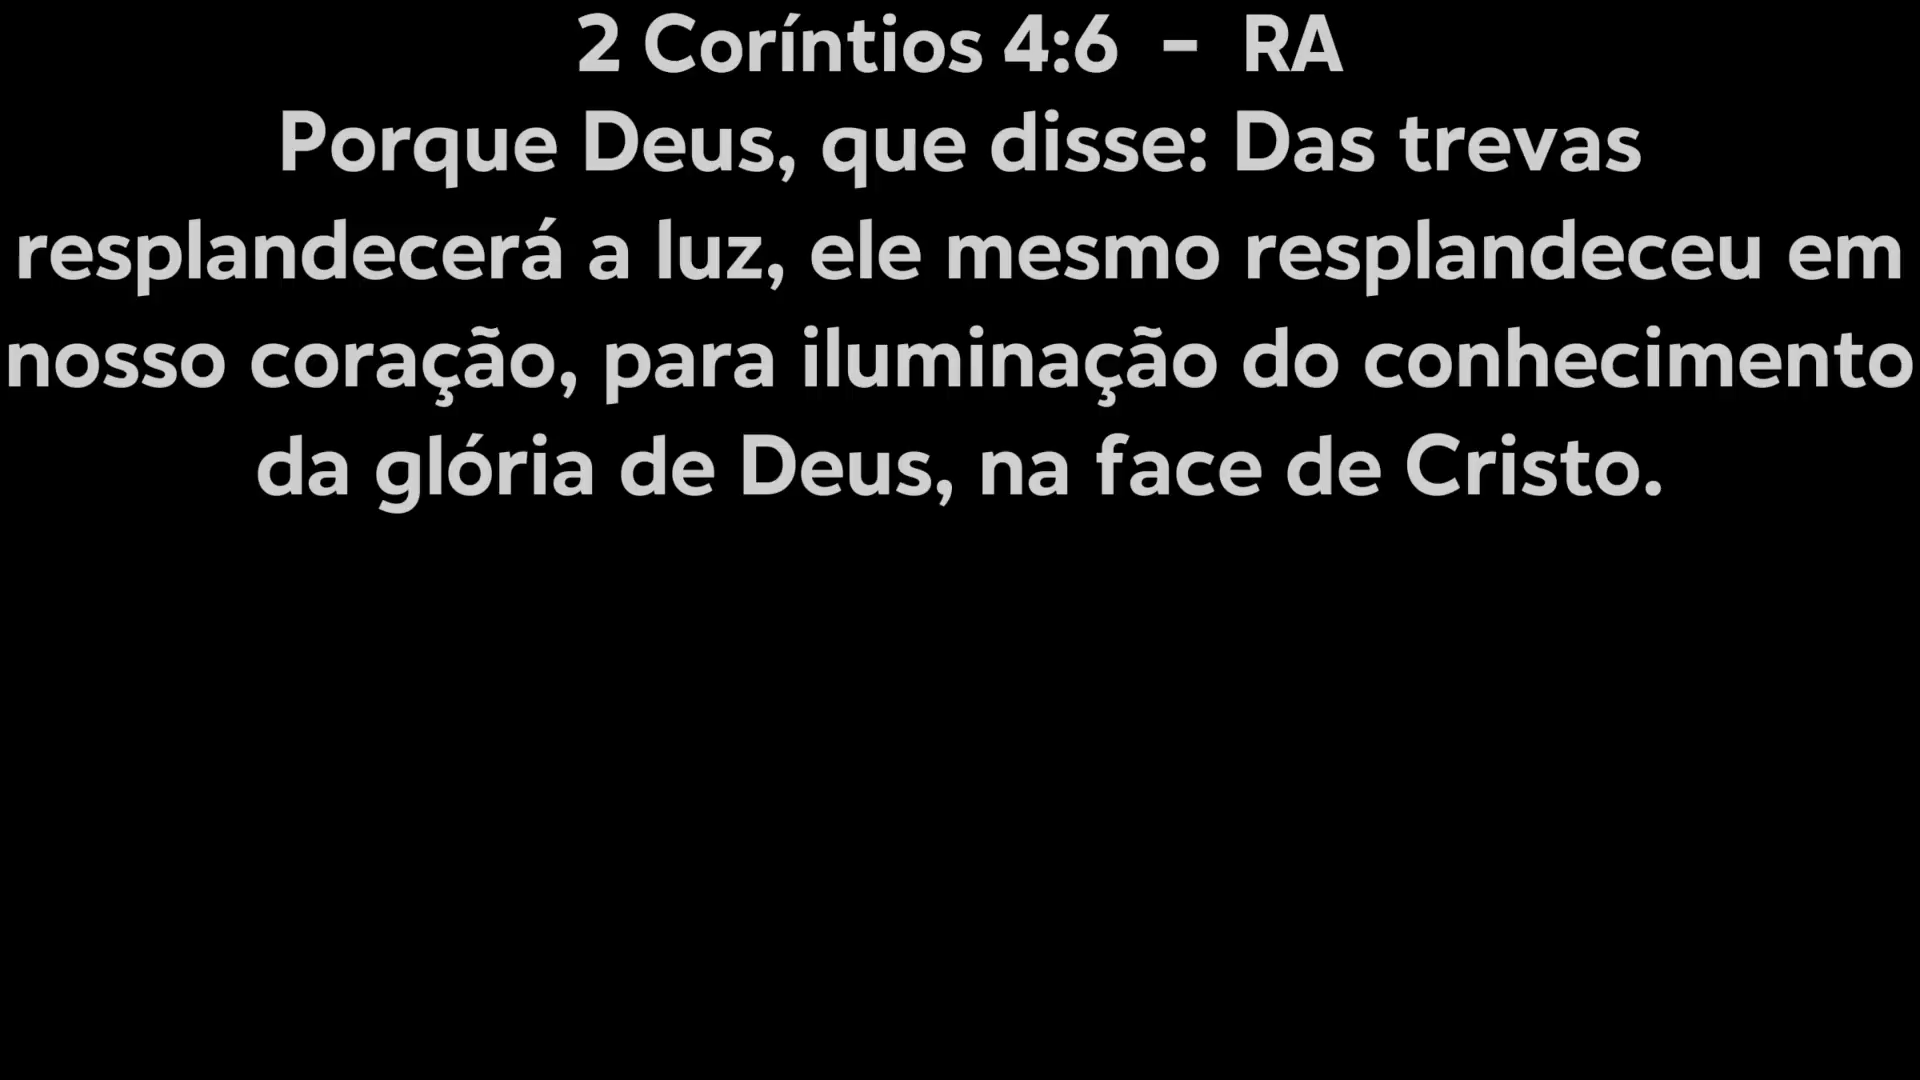 2 Coríntios 4:6  -  RA
Porque Deus, que disse: Das trevas
resplandecerá a luz, ele mesmo resplandeceu em
nosso coração, para iluminação do conhecimento
da glória de Deus, na face de Cristo.